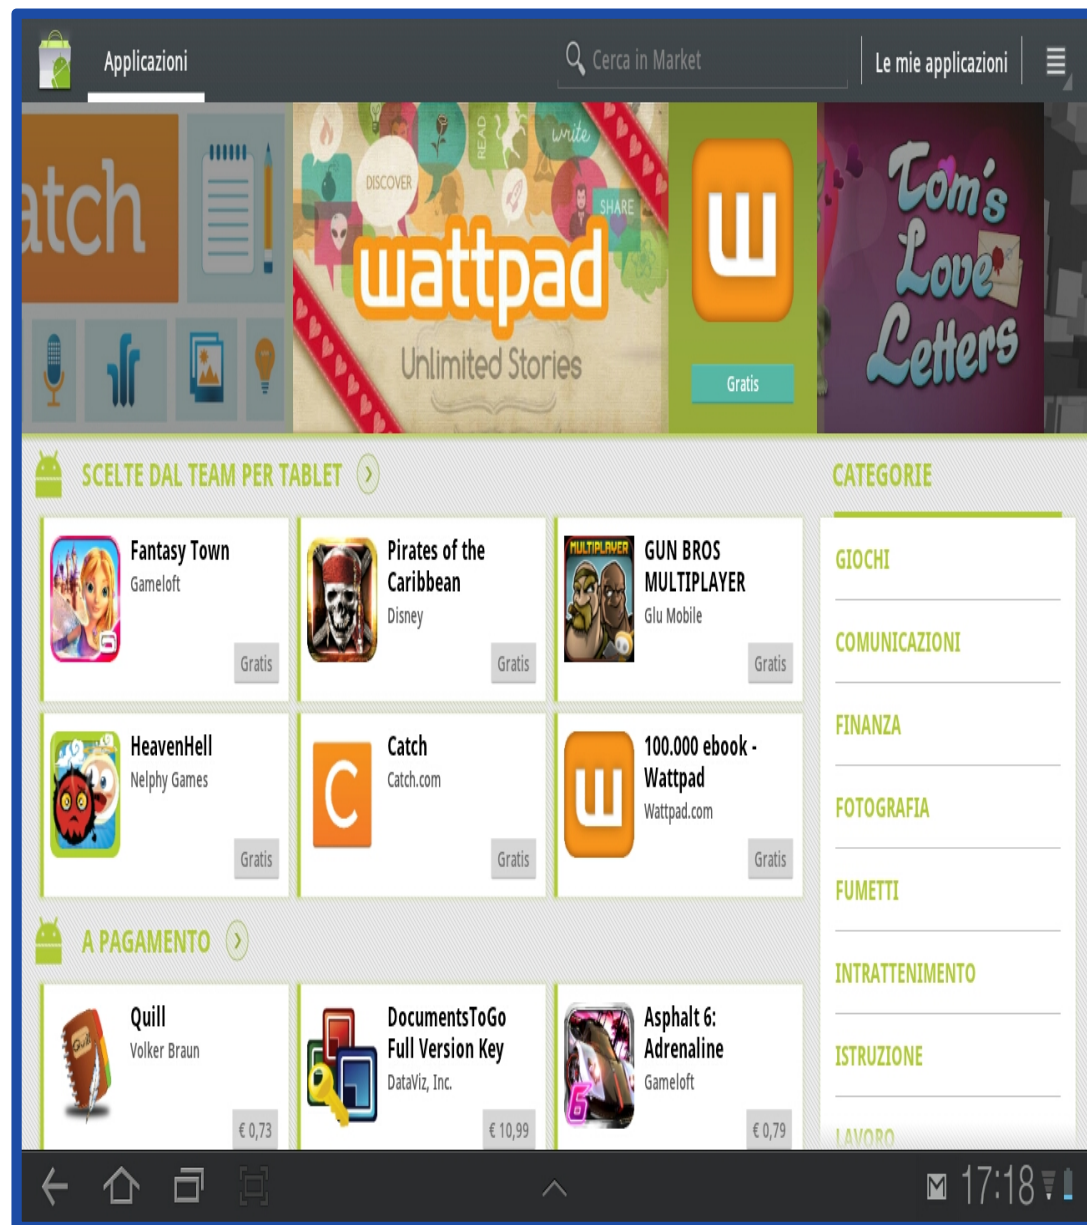 Applicazioni
Cerca in Market
Le mie applicazioni
atch
DISCOVER
READ
write
SHARE
wattpad
Unlimited Stories
Gratis
Tom's
Love
Letters
SCELTE DAL TEAM PER TABLET
CATEGORIE
Fantasy Town
Gameloft
Gratis
Pirates of the
Caribbean
Disney
Gratis
MULTIPLAYER
GUN BROS
MULTIPLAYER
Glu Mobile
Gratis
HeavenHell
Nelphy Games
Gratis
C
Catch
Catch.com
Gratis
100.000 ebook -
Wattpad
Wattpad.com
Gratis
GIOCHI
COMUNICAZIONI
FINANZA
FOTOGRAFIA
FUMETTI
INTRATTENIMENTO
ISTRUZIONE
LAVORO
A PAGAMENTO
Quill
Quill
Volker Braun
€ 0,73
DocumentsToGo
Full Version Key
DataViz, Inc.
€ 10,99
6
Asphalt 6:
Adrenaline
Gameloft
€ 0,79
17:18